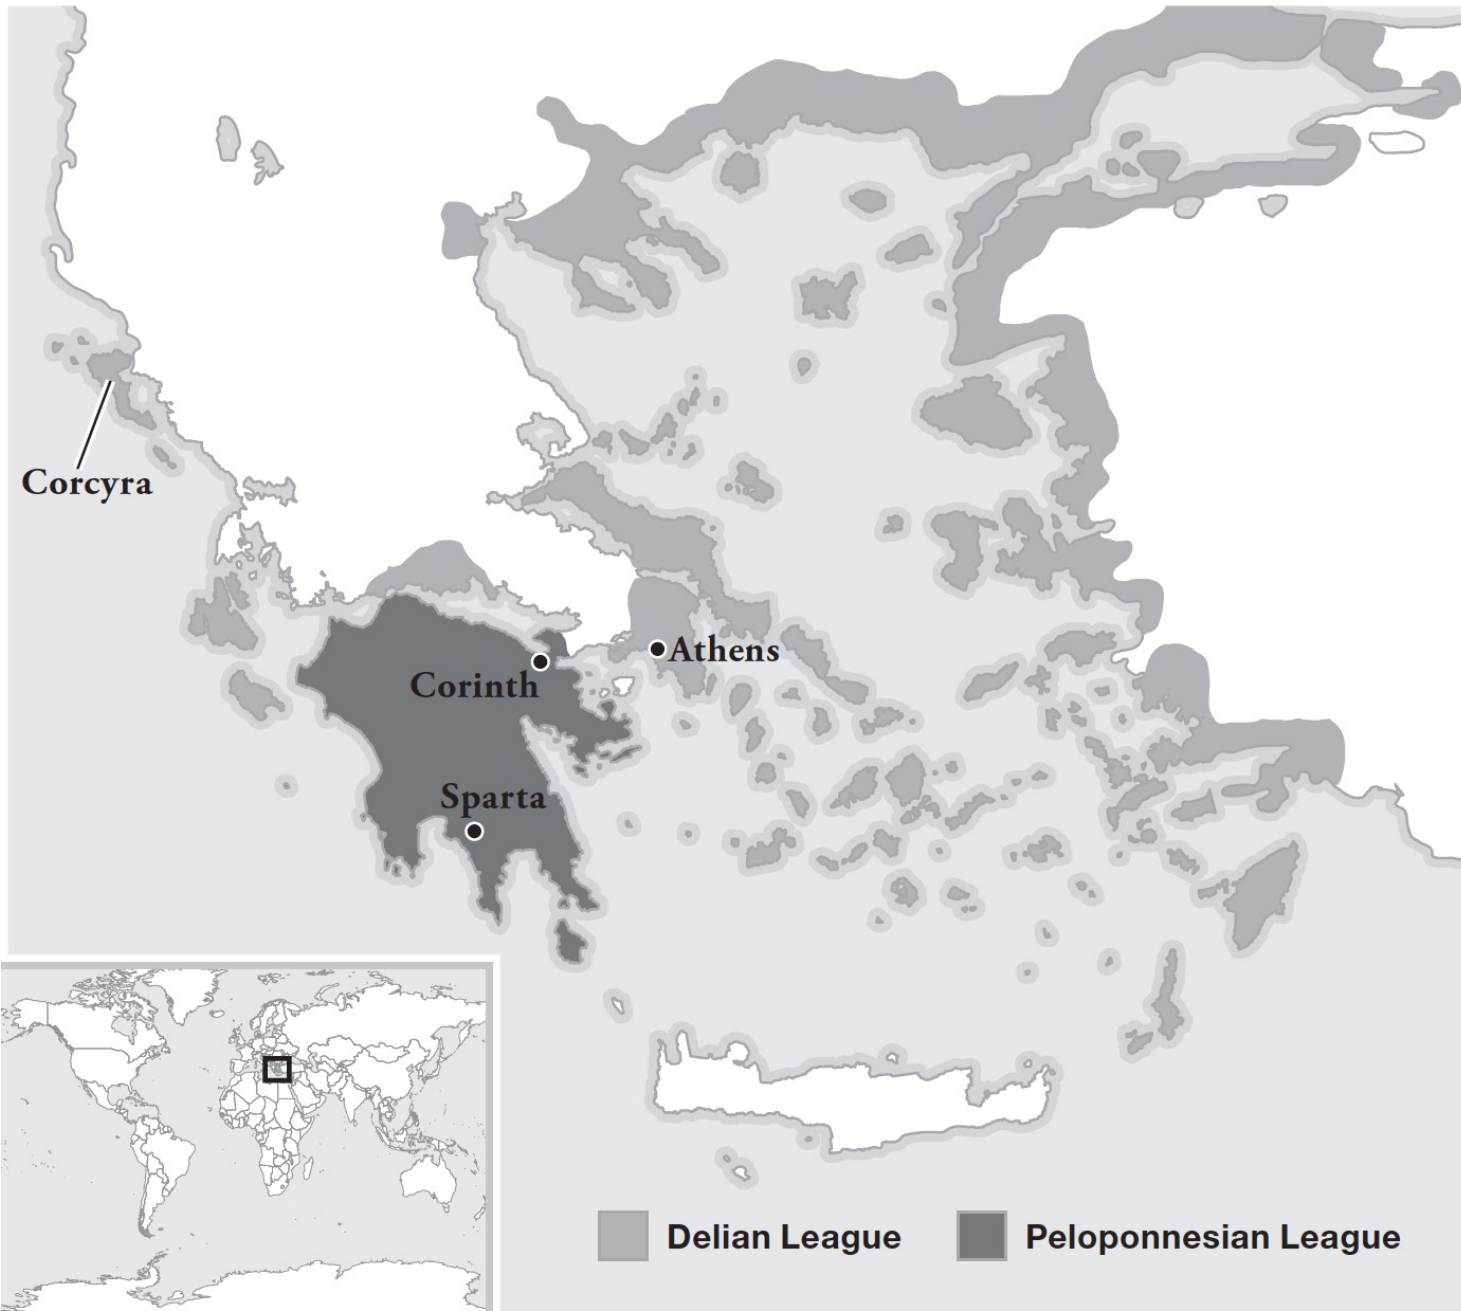 Corcyra
Athens
Corinth
Sparta
Delian League
Peloponnesian League